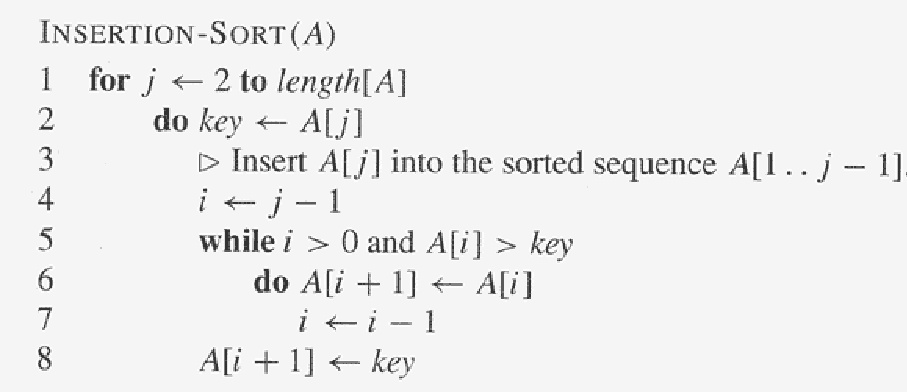 INSERTION-SORT(A)
1 for j ← 2 to length[A]
2 do key ← A[j]
3 ▷ Insert A[j] into the sorted sequence A[1 . . j − 1].
4 i ← j − 1
5 while i > 0 and A[i] > key
6 do A[i + 1] ← A[i]
7 i ← i − 1
8 A[i + 1] ← key